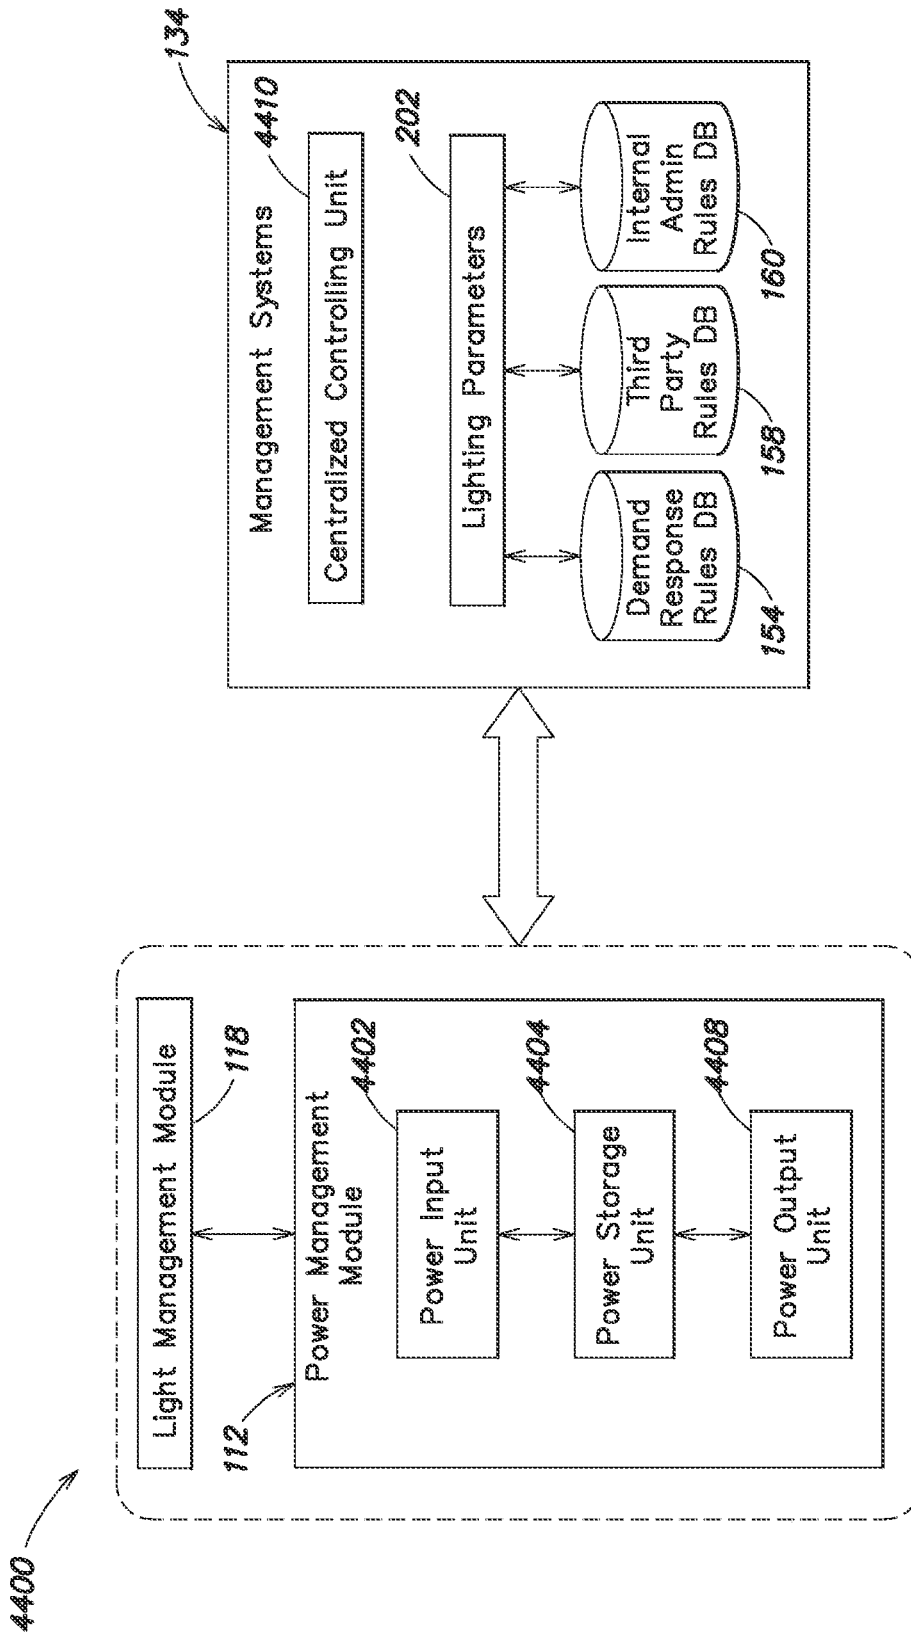 4400
Light Management Module
118
112
Power Management
Module
4402
Power Input
Unit
4404
Power Storage
Unit
4408
Power Output
Unit
134
Management Systems
4410
Centralized Controlling Unit
202
Lighting Parameters
Demand
Response
Rules DB
154
Third
Party
Rules DB
158
Internal
Admin
Rules DB
160